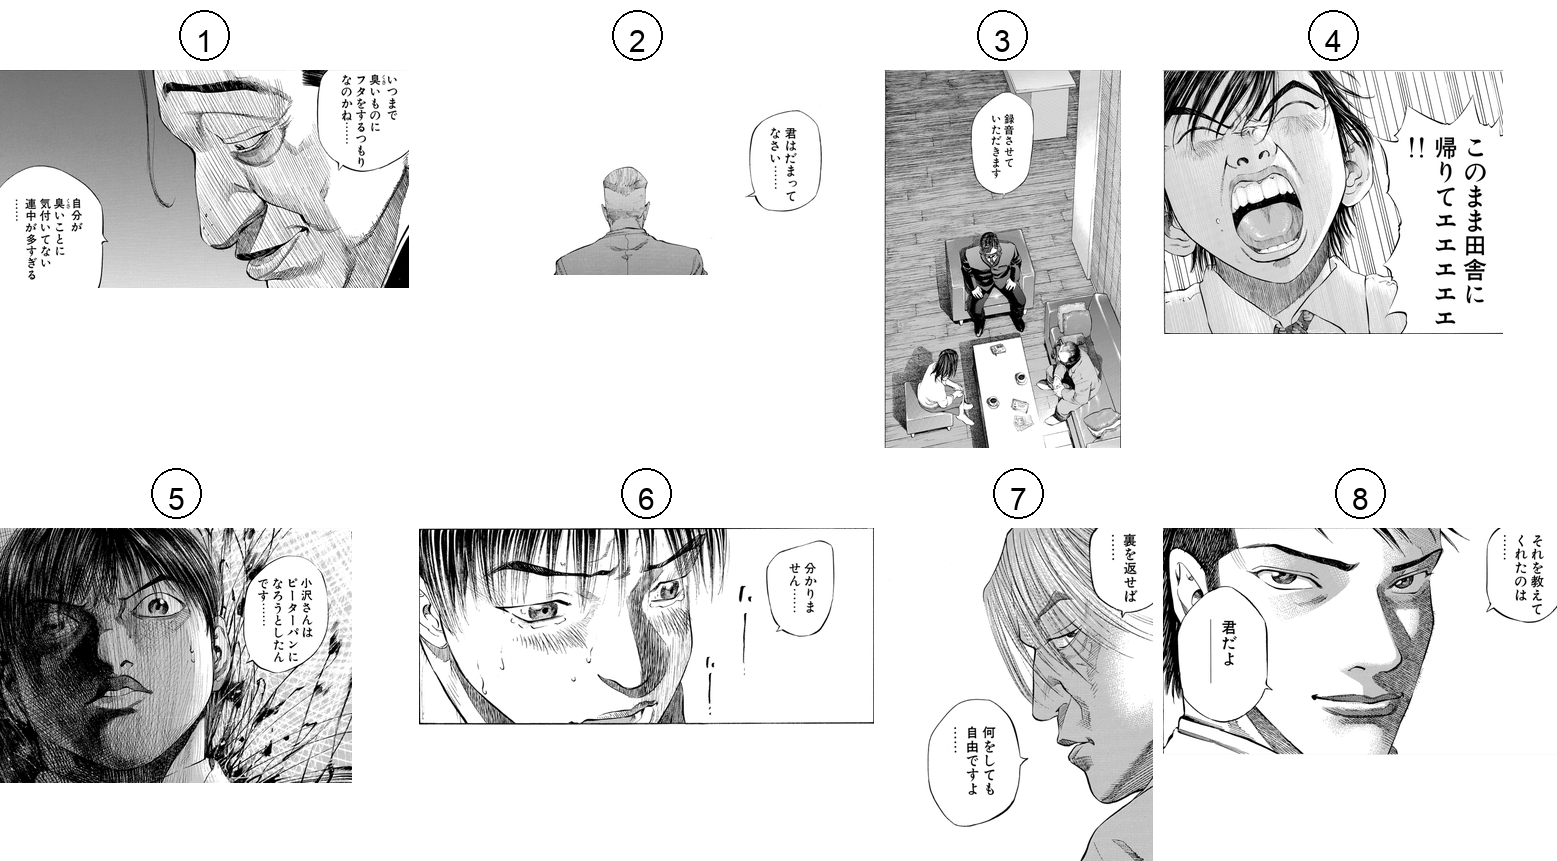 1
いつまで
臭いものに
フタをするつもり
なのかね……
自分が
臭いことに
気付いてない
連中が多すぎる
……
2
君はだまって
なさい……
3
録音させて
いただきます
4
このまま田舎に
帰りてエエエエエ
!!
5
小沢さんは
ピーターパンに
なろうとしたん
です……
6
分かりま
せん……
7
裏を返せば
……
何をしても
自由ですよ
……
8
それを教えて
くれたのは
……
君だよ